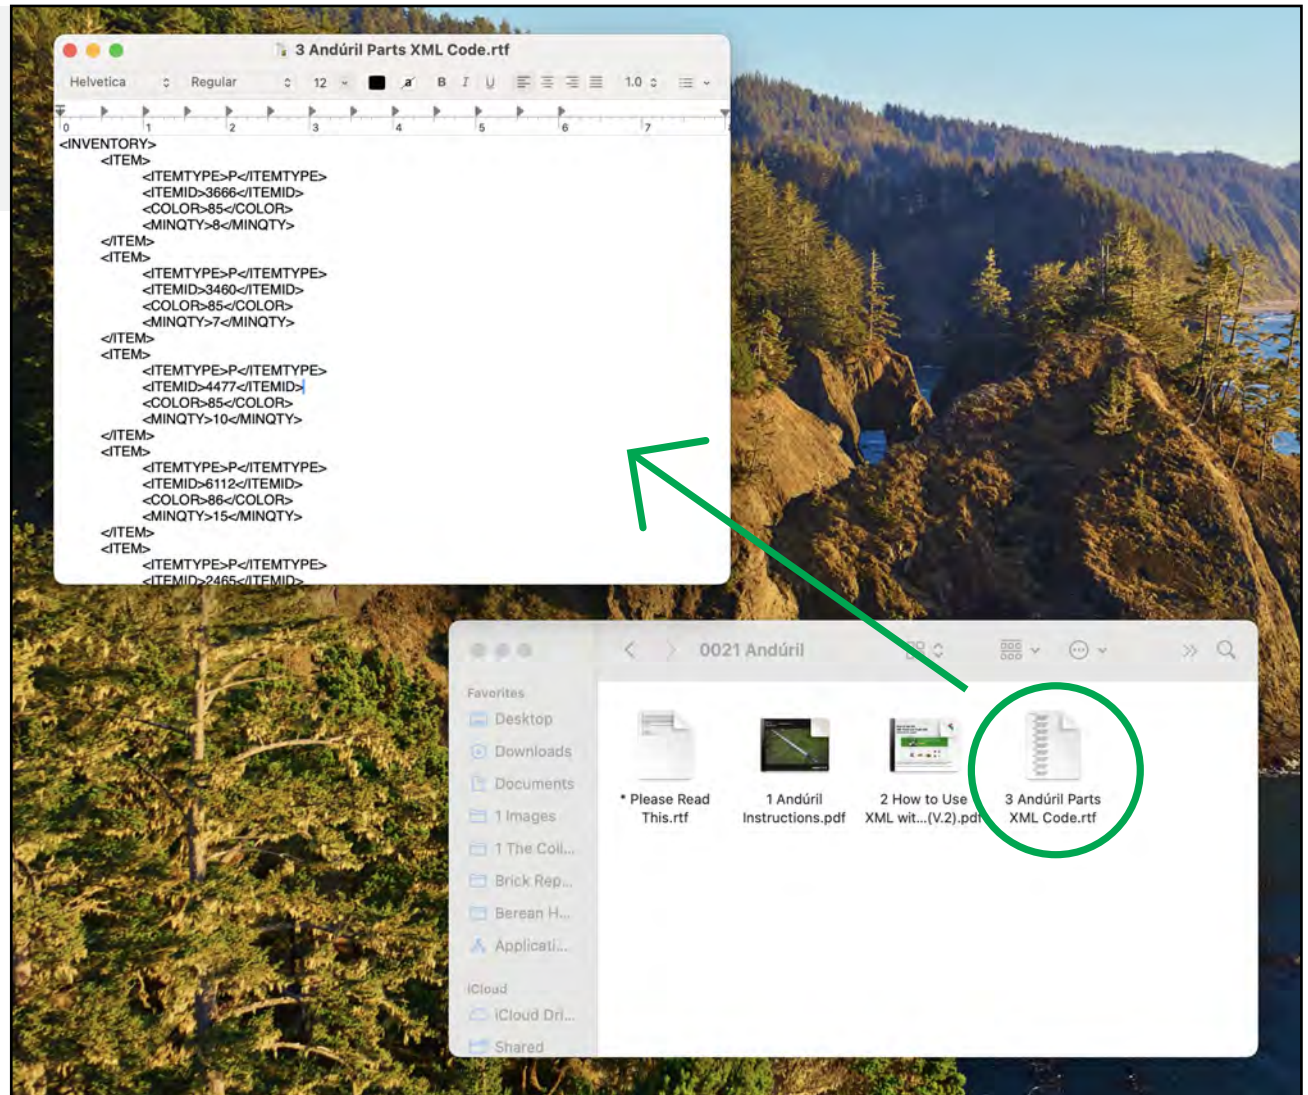 3 Andúril Parts XML Code.rtf
Helvetica Regular 12 a B I U 1.0
0 1 2 3 4 5 6 7
<INVENTORY>
<ITEM>
<ITEMTYPE>P</ITEMTYPE>
<ITEMID>3666</ITEMID>
<COLOR>85</COLOR>
<MINQTY>8</MINQTY>
</ITEM>
<ITEM>
<ITEMTYPE>P</ITEMTYPE>
<ITEMID>3460</ITEMID>
<COLOR>85</COLOR>
<MINQTY>7</MINQTY>
</ITEM>
<ITEM>
<ITEMTYPE>P</ITEMTYPE>
<ITEMID>4477</ITEMID>
<COLOR>85</COLOR>
<MINQTY>10</MINQTY>
</ITEM>
<ITEM>
<ITEMTYPE>P</ITEMTYPE>
<ITEMID>6112</ITEMID>
<COLOR>86</COLOR>
<MINQTY>15</MINQTY>
</ITEM>
<ITEM>
<ITEMTYPE>P</ITEMTYPE>
<ITEMID>2465</ITEMID>
0021 Andúril
Favorites
Desktop
Downloads
Documents
1 Images
1 The Coll...
Brick Rep...
Berean H...
Applicati...
iCloud
iCloud Dri...
Shared
* Please Read
This.rtf
1 Andúril
Instructions.pdf
2 How to Use
XML wit...(V.2).pdf
3 Andúril Parts
XML Code.rtf